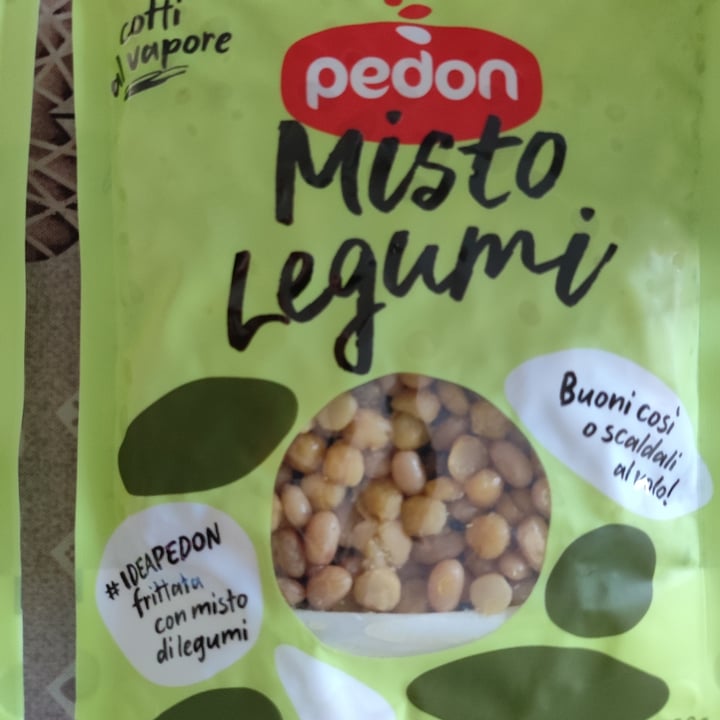 cotti
al vapore
pedon
Misto
Legumi
Buoni così
o scaldali
al volo!
#IDEAPEDON
frittata
con misto
di legumi